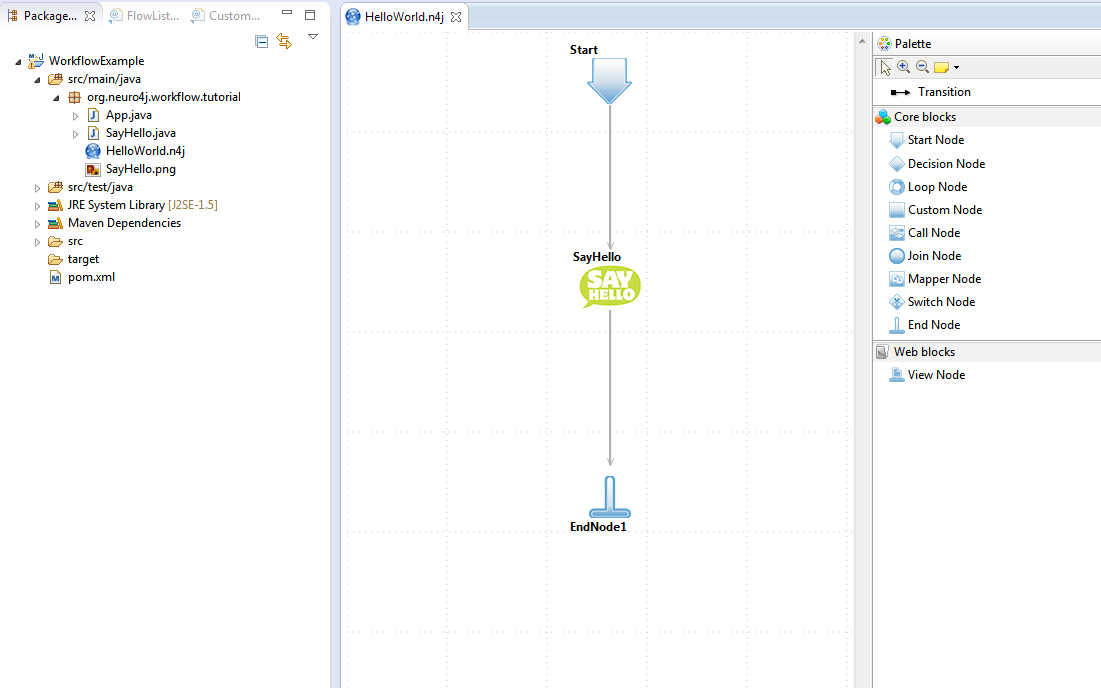 Package...
FlowList...
Custom...
WorkflowExample
src/main/java
org.neuro4j.workflow.tutorial
App.java
SayHello.java
HelloWorld.n4j
SayHello.png
src/test/java
JRE System Library [J2SE-1.5]
Maven Dependencies
src
target
pom.xml
HelloWorld.n4j
Start
SayHello
SAY
HELLO
EndNode1
Palette
Transition
Core blocks
Start Node
Decision Node
Loop Node
Custom Node
Call Node
Join Node
Mapper Node
Switch Node
End Node
Web blocks
View Node